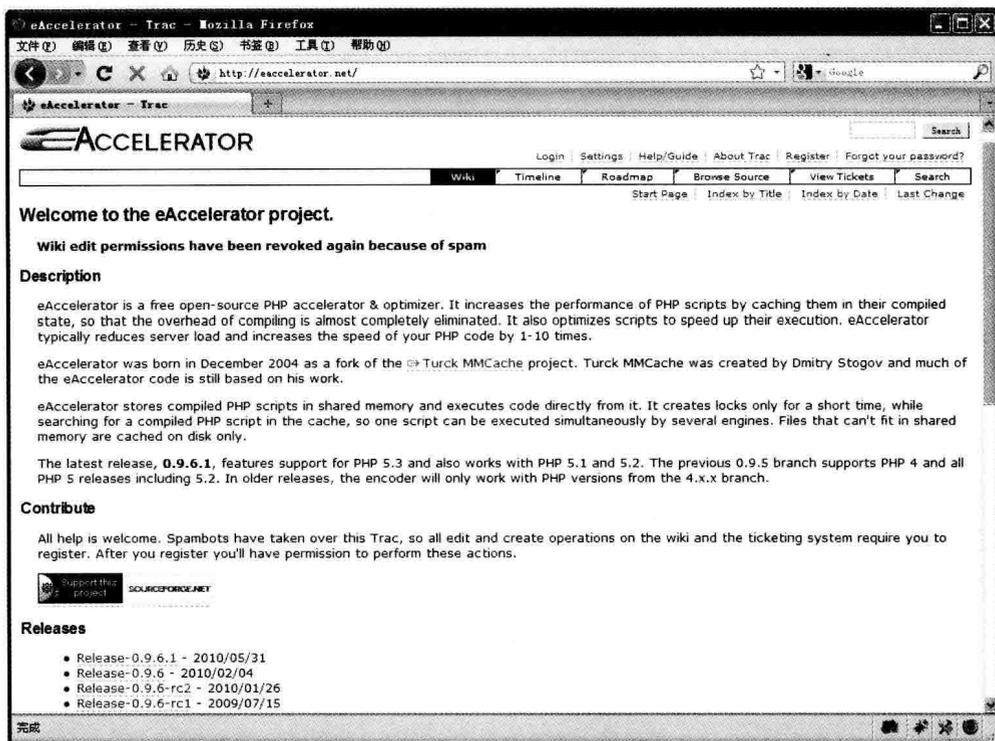 eAccelerator - Trac - Mozilla Firefox
文件(F) 编辑(E) 查看(V) 历史(S) 书签(B) 工具(T) 帮助(H)
http://eaccelerator.net/
Google
eAccelerator - Trac
EACCELERATOR
Search
Login Settings Help/Guide About Trac Register Forgot your password?
Wiki Timeline Roadmap Browse Source View Tickets Search
Start Page Index by Title Index by Date Last Change
Welcome to the eAccelerator project.
Wiki edit permissions have been revoked again because of spam
Description
eAccelerator is a free open-source PHP accelerator & optimizer. It increases the performance of PHP scripts by caching them in their compiled
state, so that the overhead of compiling is almost completely eliminated. It also optimizes scripts to speed up their execution. eAccelerator
typically reduces server load and increases the speed of your PHP code by 1-10 times.
eAccelerator was born in December 2004 as a fork of the Turck MMCache project. Turck MMCache was created by Dmitry Stogov and much of
the eAccelerator code is still based on his work.
eAccelerator stores compiled PHP scripts in shared memory and executes code directly from it. It creates locks only for a short time, while
searching for a compiled PHP script in the cache, so one script can be executed simultaneously by several engines. Files that can't fit in shared
memory are cached on disk only.
The latest release, 0.9.6.1, features support for PHP 5.3 and also works with PHP 5.1 and 5.2. The previous 0.9.5 branch supports PHP 4 and all
PHP 5 releases including 5.2. In older releases, the encoder will only work with PHP versions from the 4.x.x branch.
Contribute
All help is welcome. Spambots have taken over this Trac, so all edit and create operations on the wiki and the ticketing system require you to
register. After you register you'll have permission to perform these actions.
Support this
project
SOURCEFORGE.NET
Releases
• Release-0.9.6.1 - 2010/05/31
• Release-0.9.6 - 2010/02/04
• Release-0.9.6-rc2 - 2010/01/26
• Release-0.9.6-rc1 - 2009/07/15
完成